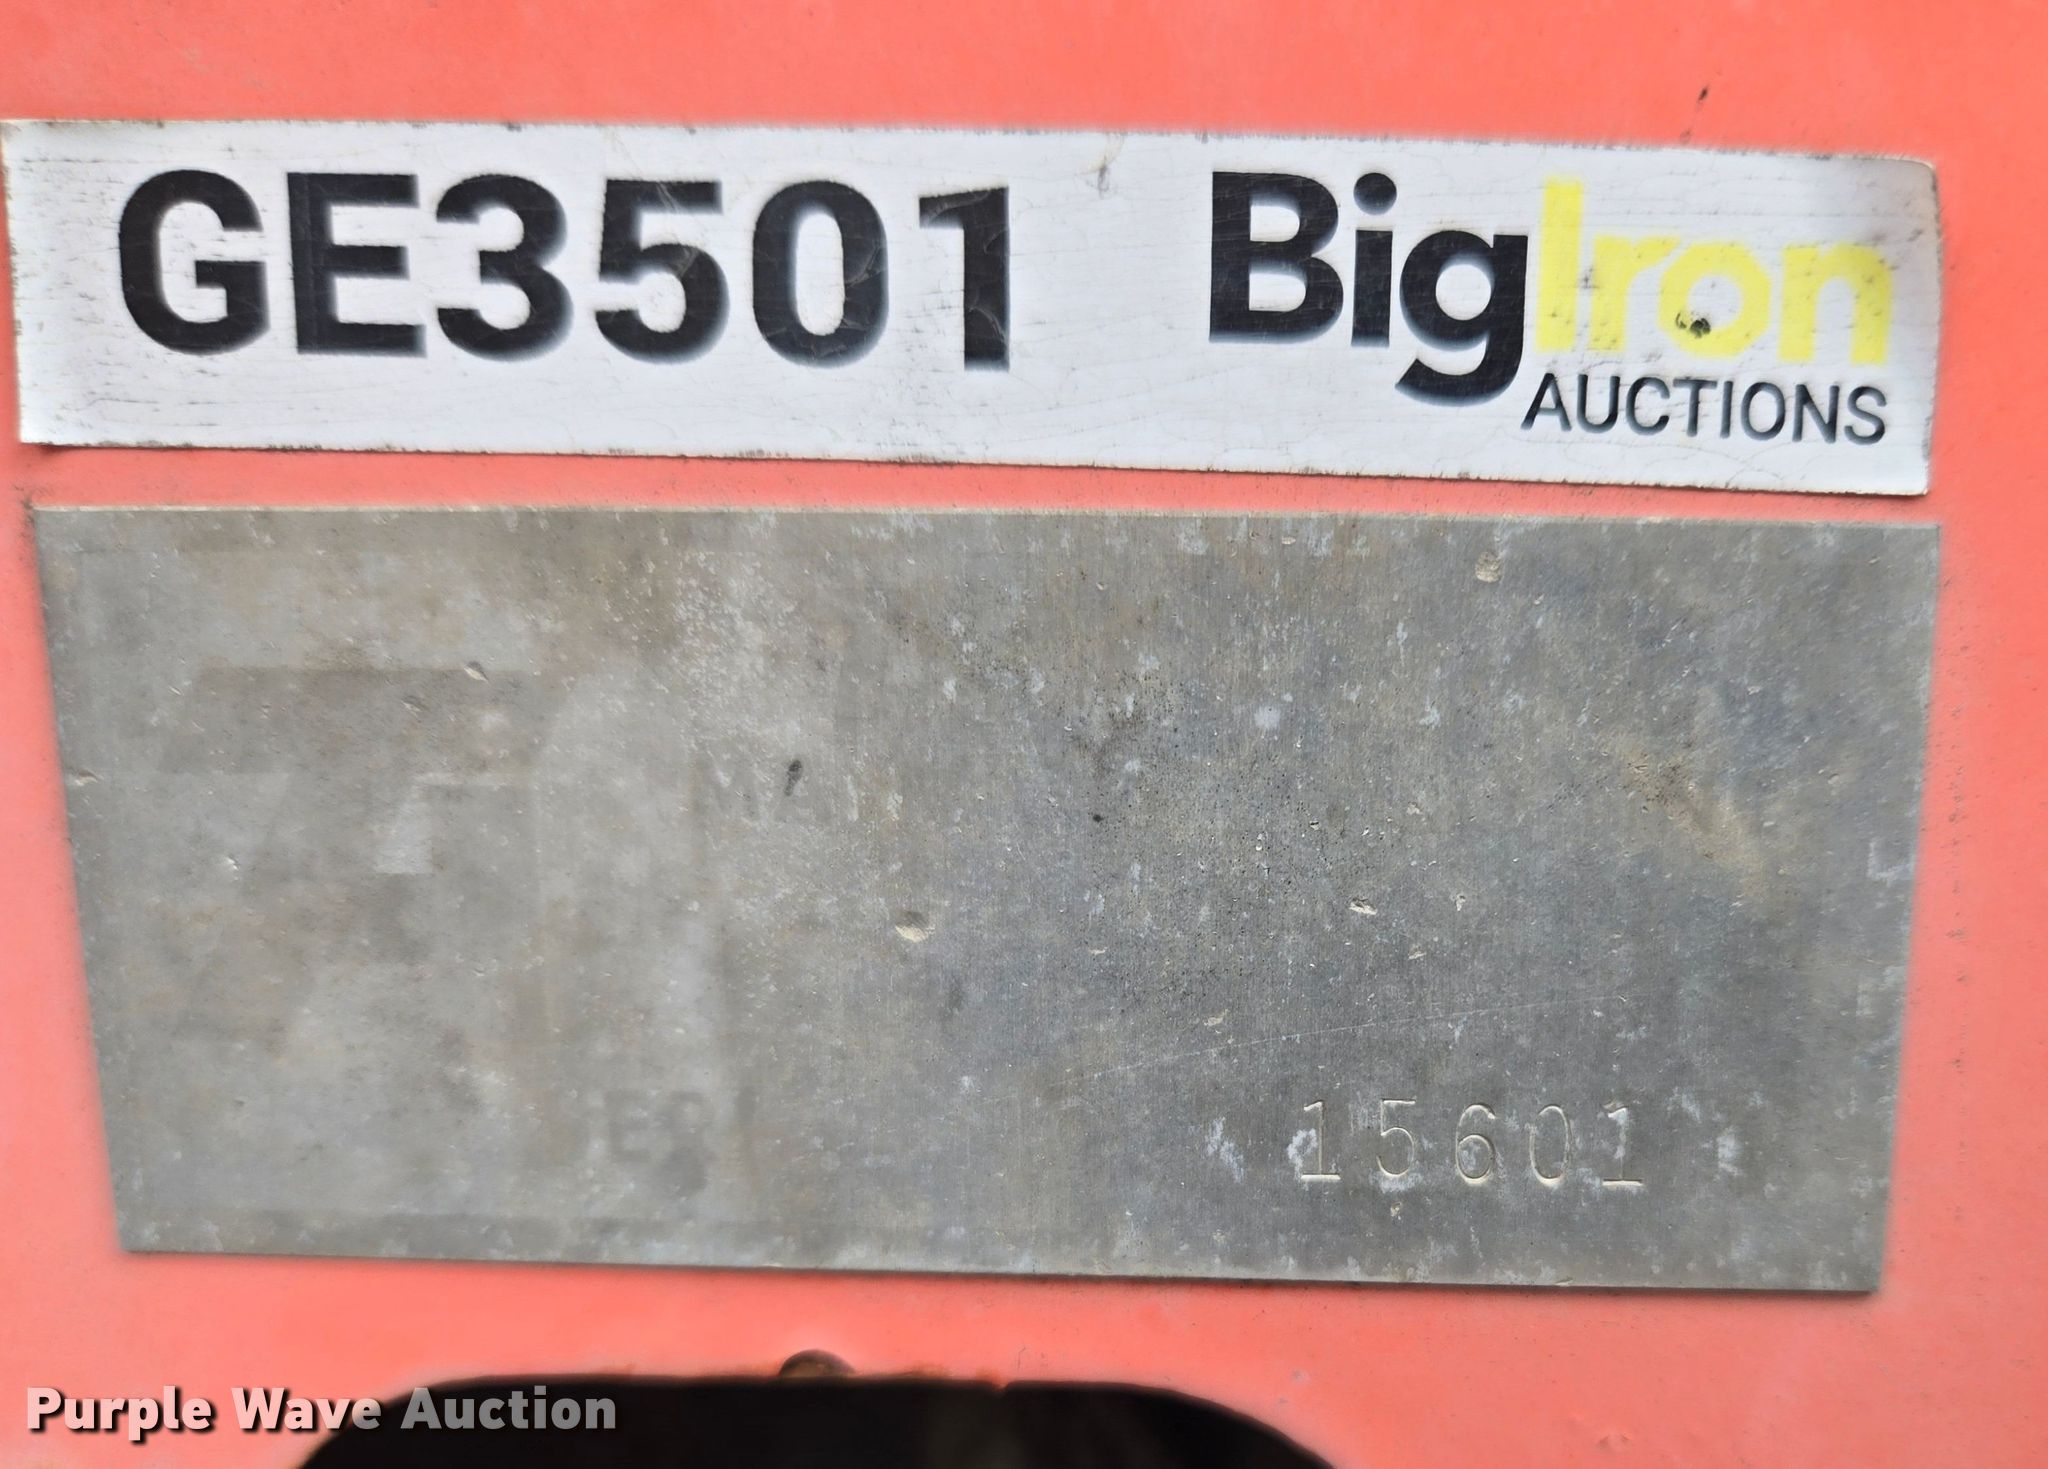 GE3501 BigIron
AUCTIONS
15601
Purple Wave Auction